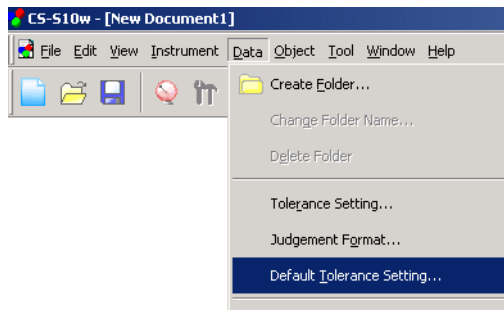 CS-S10w - [New Document1]
File Edit View Instrument Data Object Tool Window Help
Create Folder...
Change Folder Name...
Delete Folder
Tolerance Setting...
Judgement Format...
Default Tolerance Setting...